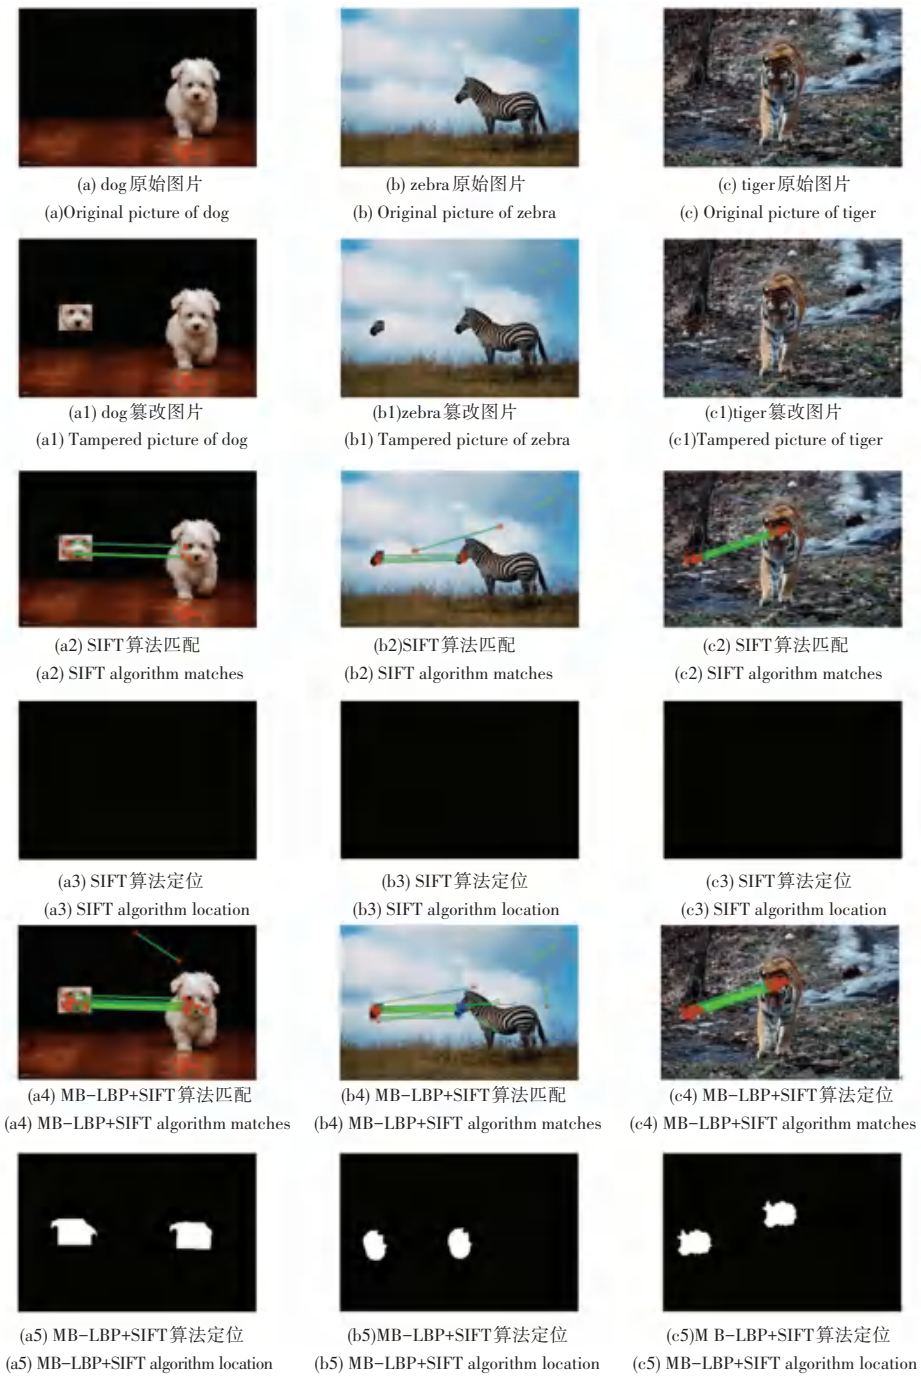 (a) dog原始图片
(b) zebra原始图片
(c) tiger原始图片
(a)Original picture of dog
(b) Original picture of zebra
(c) Original picture of tiger
(a1) dog篡改图片
(b1)zebra篡改图片
(c1)tiger篡改图片
(a1) Tampered picture of dog
(b1) Tampered picture of zebra
(c1)Tampered picture of tiger
(a2) SIFT算法匹配
(b2)SIFT算法匹配
(c2) SIFT算法匹配
(a2) SIFT algorithm matches
(b2) SIFT algorithm matches
(c2) SIFT algorithm matches
(a3) SIFT算法定位
(b3) SIFT算法定位
(c3) SIFT算法定位
(a3) SIFT algorithm location
(b3) SIFT algorithm location
(c3) SIFT algorithm location
(a4) MB-LBP+SIFT算法匹配
(b4) MB-LBP+SIFT算法匹配
(c4) MB-LBP+SIFT算法定位
(a4) MB-LBP+SIFT algorithm matches
(b4) MB-LBP+SIFT algorithm matches
(c4) MB-LBP+SIFT algorithm matches
(a5) MB-LBP+SIFT算法定位
(b5)MB-LBP+SIFT算法定位
(c5)M B-LBP+SIFT算法定位
(a5) MB-LBP+SIFT algorithm location
(b5) MB-LBP+SIFT algorithm location
(c5) MB-LBP+SIFT algorithm location